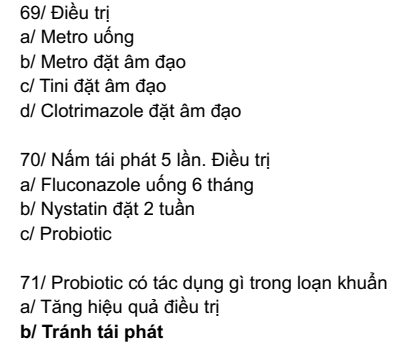 69/ Điều trị
a/ Metro uống
b/ Metro đặt âm đạo
c/ Tini đặt âm đạo
d/ Clotrimazole đặt âm đạo
70/ Nấm tái phát 5 lần. Điều trị
a/ Fluconazole uống 6 tháng
b/ Nystatin đặt 2 tuần
c/ Probiotic
71/ Probiotic có tác dụng gì trong loạn khuẩn
a/ Tăng hiệu quả điều trị
b/ Tránh tái phát